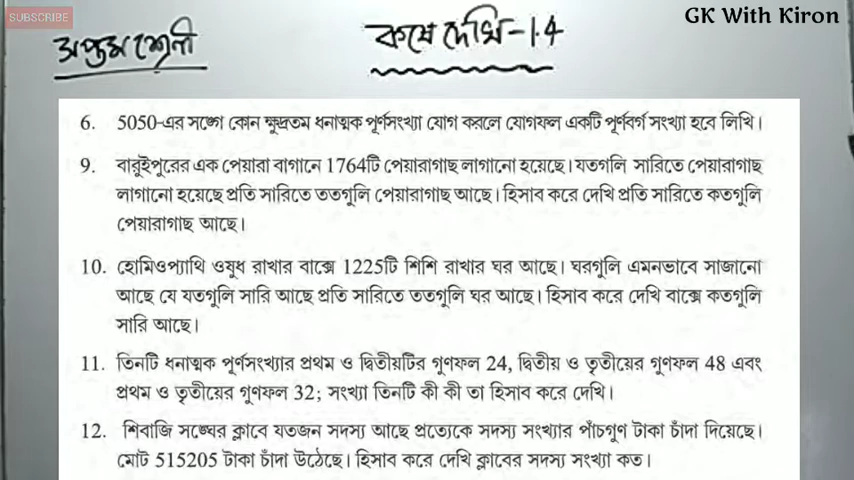 SUBSCRIBE
GK With Kiron
সপ্তম শ্রেনী
কষে দেখি-1.4
6. 5050-এর সঙ্গে কোন ক্ষুদ্রতম ধনাত্মক পূর্ণসংখ্যা যোগ করলে যোগফল একটি পূর্ণবর্গ সংখ্যা হবে লিখি।
9. বারুইপুরের এক পেয়ারা বাগানে 1764টি পেয়ারাগাছ লাগানো হয়েছে। যতগলি সারিতে পেয়ারাগাছ
লাগানো হয়েছে প্রতি সারিতে ততগুলি পেয়ারাগাছ আছে। হিসাব করে দেখি প্রতি সারিতে কতগুলি
পেয়ারাগাছ আছে।
10. হোমিওপ্যাথি ওষুধ রাখার বাক্সে 1225টি শিশি রাখার ঘর আছে। ঘরগুলি এমনভাবে সাজানো
আছে যে যতগুলি সারি আছে প্রতি সারিতে ততগুলি ঘর আছে। হিসাব করে দেখি বাক্সে কতগুলি
সারি আছে।
11. তিনটি ধনাত্মক পূর্ণসংখ্যার প্রথম ও দ্বিতীয়টির গুণফল 24, দ্বিতীয় ও তৃতীয়ের গুণফল 48 এবং
প্রথম ও তৃতীয়ের গুণফল 32; সংখ্যা তিনটি কী কী তা হিসাব করে দেখি।
12. শিবাজি সঙ্ঘের ক্লাবে যতজন সদস্য আছে প্রত্যেকে সদস্য সংখ্যার পাঁচগুণ টাকা চাঁদা দিয়েছে।
মোট 515205 টাকা চাঁদা উঠেছে। হিসাব করে দেখি ক্লাবের সদস্য সংখ্যা কত।